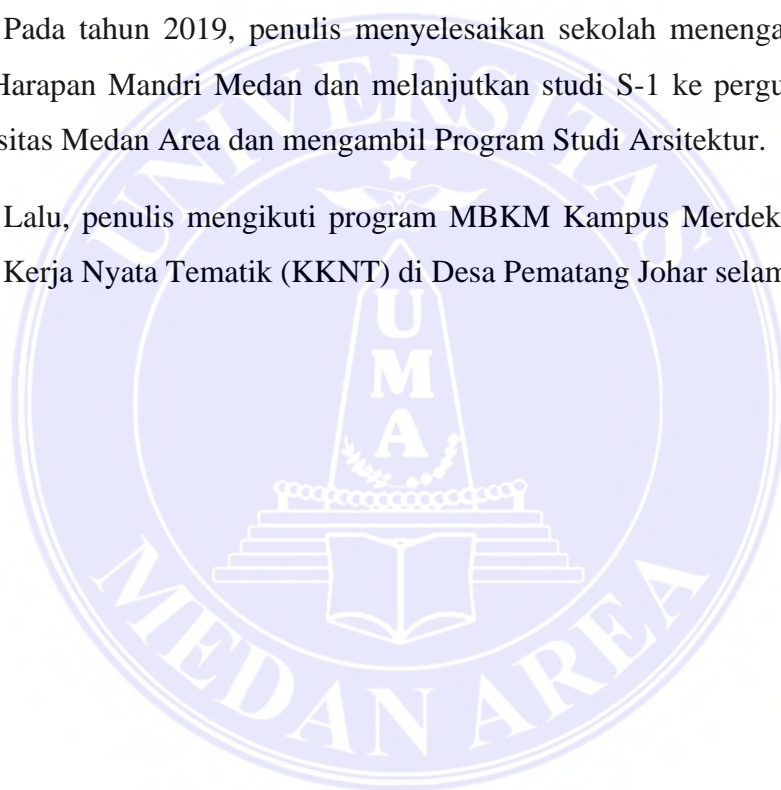 Pada tahun 2019, penulis menyelesaikan sekolah menenga
Harapan Mandri Medan dan melanjutkan studi S-1 ke pergu
sitas Medan Area dan mengambil Program Studi Arsitektur.
Lalu, penulis mengikuti program MBKM Kampus Merdek
Kerja Nyata Tematik (KKNT) di Desa Pematang Johar selam
UNIVERSITAS
UMA
MEDAN AREA